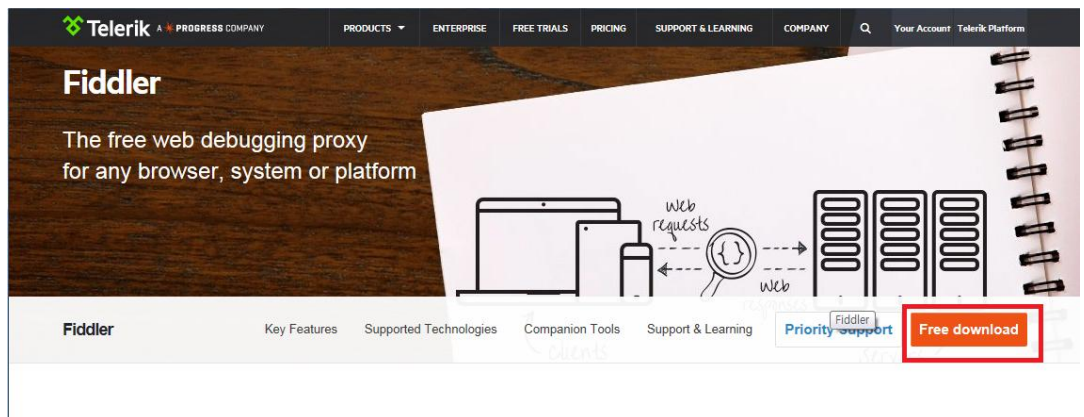 Telerik A PROGRESS COMPANY PRODUCTS ENTERPRISE FREE TRIALS PRICING SUPPORT & LEARNING COMPANY Your Account Telerik Platform
Fiddler
The free web debugging proxy
for any browser, system or platform
web
requests
{}
web
responses
Fiddler Key Features Supported Technologies Companion Tools Support & Learning Priority Support Free download
Fiddler
clients